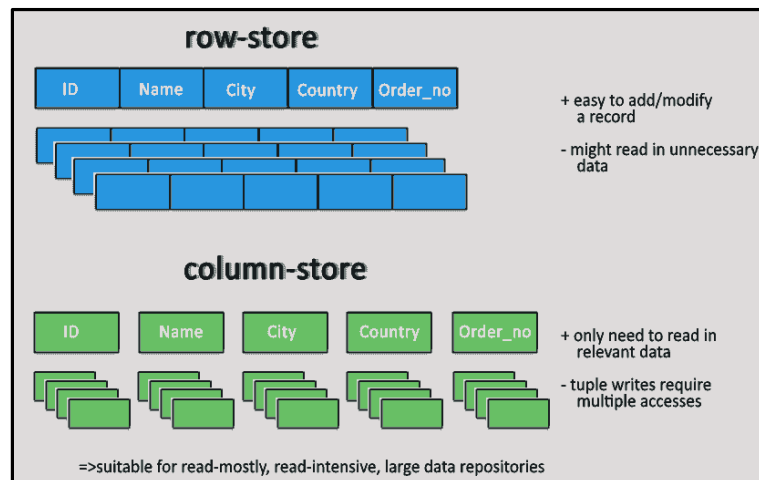 row-store
ID Name City Country Order_no
+ easy to add/modify
a record
- might read in unnecessary
data
column-store
ID Name City Country Order_no
+ only need to read in
relevant data
- tuple writes require
multiple accesses
=>suitable for read-mostly, read-intensive, large data repositories